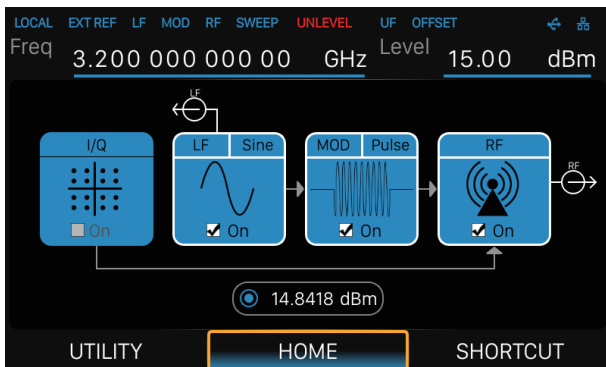 LOCAL EXT REF LF MOD RF SWEEP UNLEVEL UF OFFSET
Freq 3.200 000 000 00 GHz Level 15.00 dBm
LF
I/Q LF Sine MOD Pulse RF
RF
On On On On
14.8418 dBm
UTILITY HOME SHORTCUT